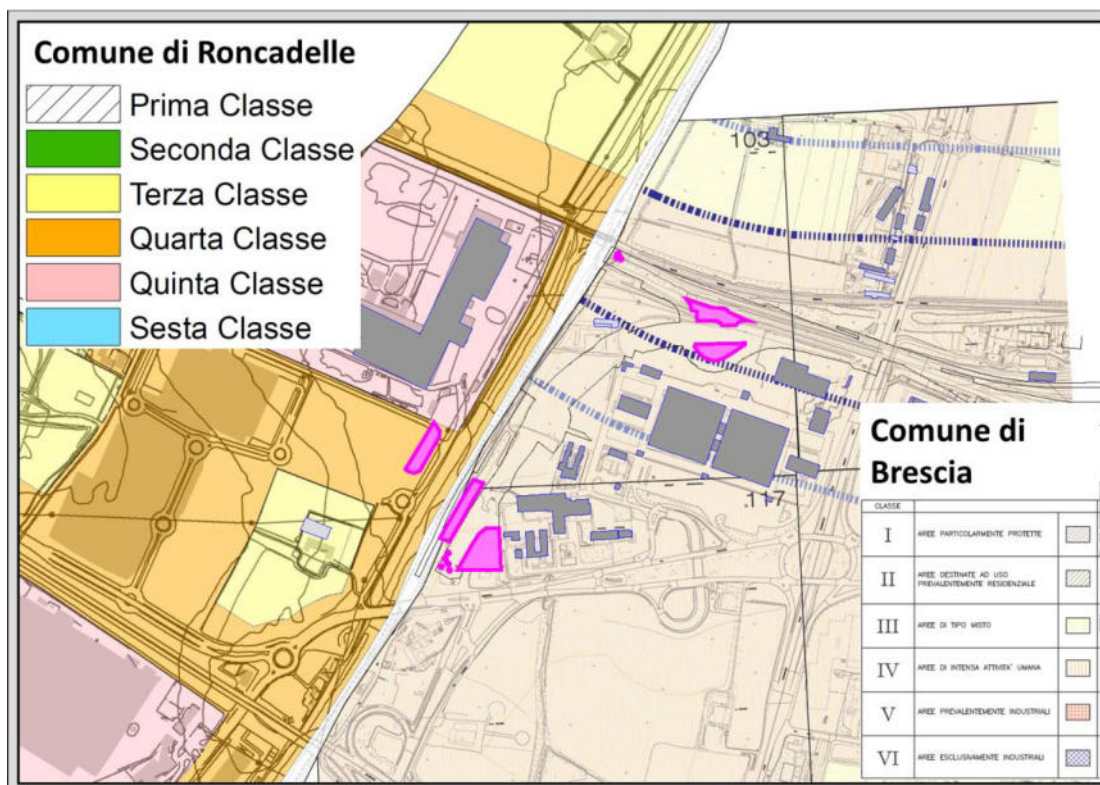 Comune di Roncadelle
Prima Classe
Seconda Classe
Terza Classe
Quarta Classe
Quinta Classe
Sesta Classe
103
117
Comune di
Brescia
CLASSE
I AREE PARTICOLARMENTE PROTETTE
II AREE DESTINATE AD USO
PREVALENTEMENTE RESIDENZIALE
III AREE DI TIPO MISTO
IV AREE DI INTENSA ATTIVITA' UMANA
V AREE PREVALENTEMENTE INDUSTRIALI
VI AREE ESCLUSIVAMENTE INDUSTRIALI